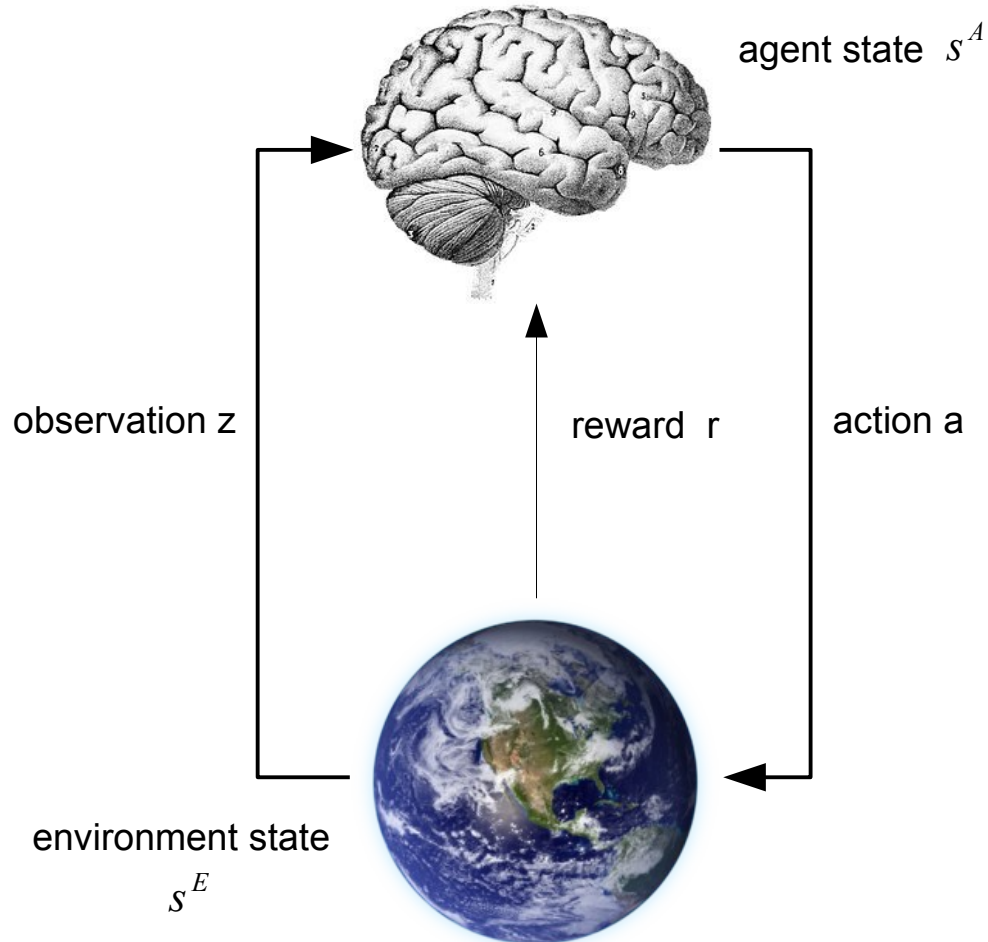 agent state s^A
observation z
reward r
action a
environment state
s^E